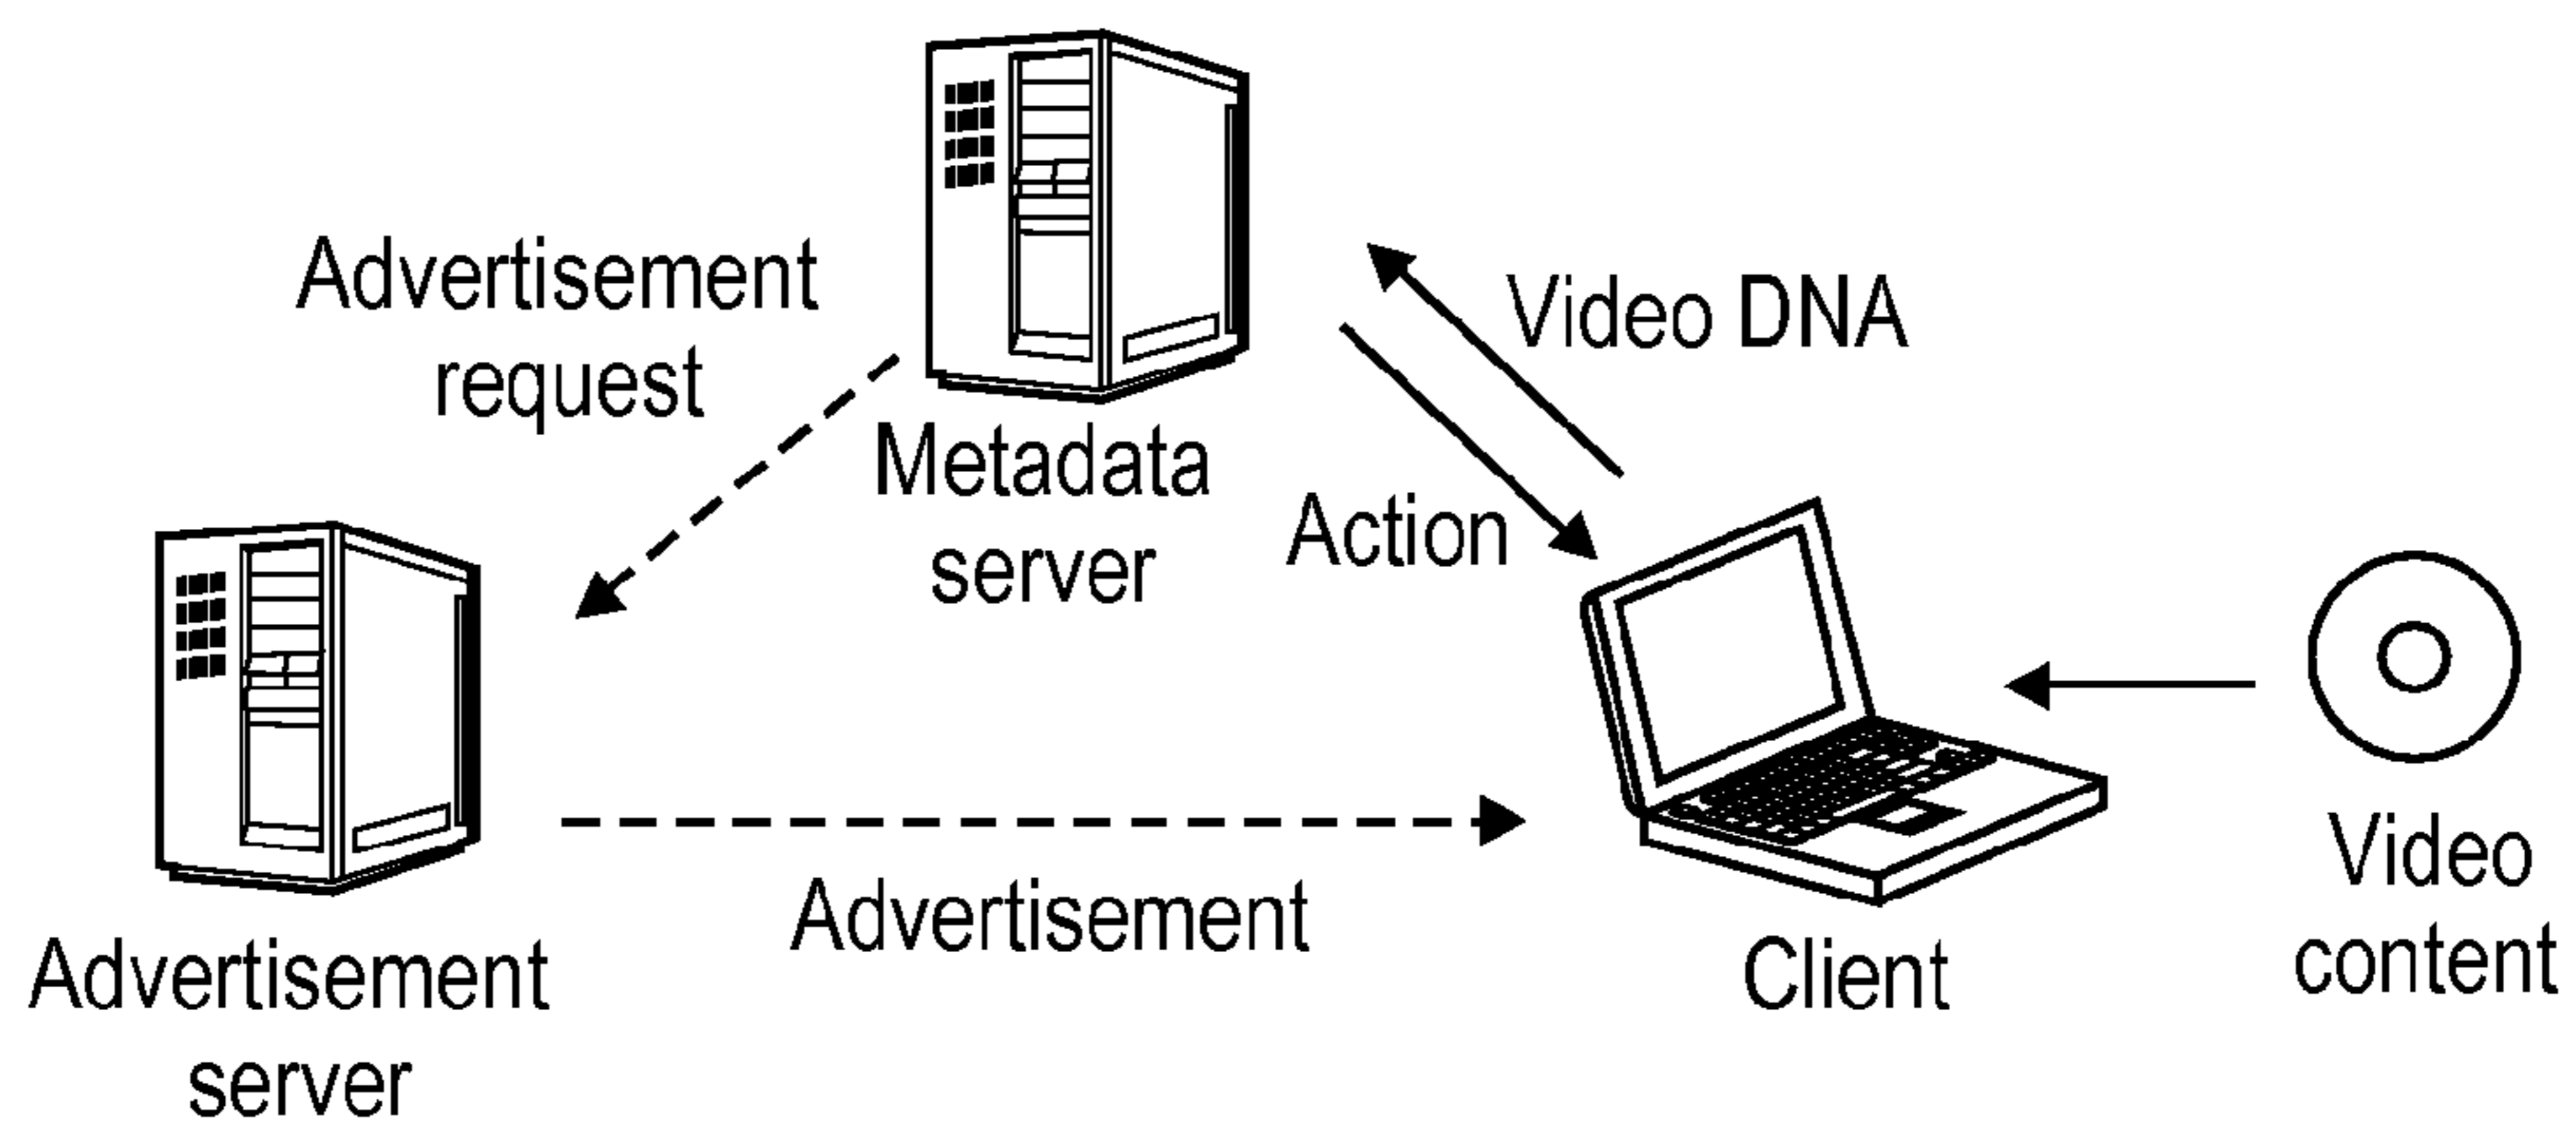 Advertisement
request
Metadata
server
Video DNA
Action
Advertisement
server
Advertisement
Client
Video
content